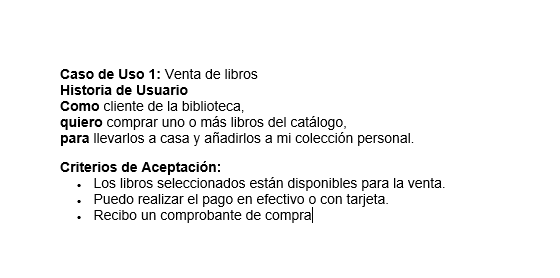 Caso de Uso 1: Venta de libros
Historia de Usuario
Como cliente de la biblioteca,
quiero comprar uno o más libros del catálogo,
para llevarlos a casa y añadirlos a mi colección personal.
Criterios de Aceptación:
• Los libros seleccionados están disponibles para la venta.
• Puedo realizar el pago en efectivo o con tarjeta.
• Recibo un comprobante de compra